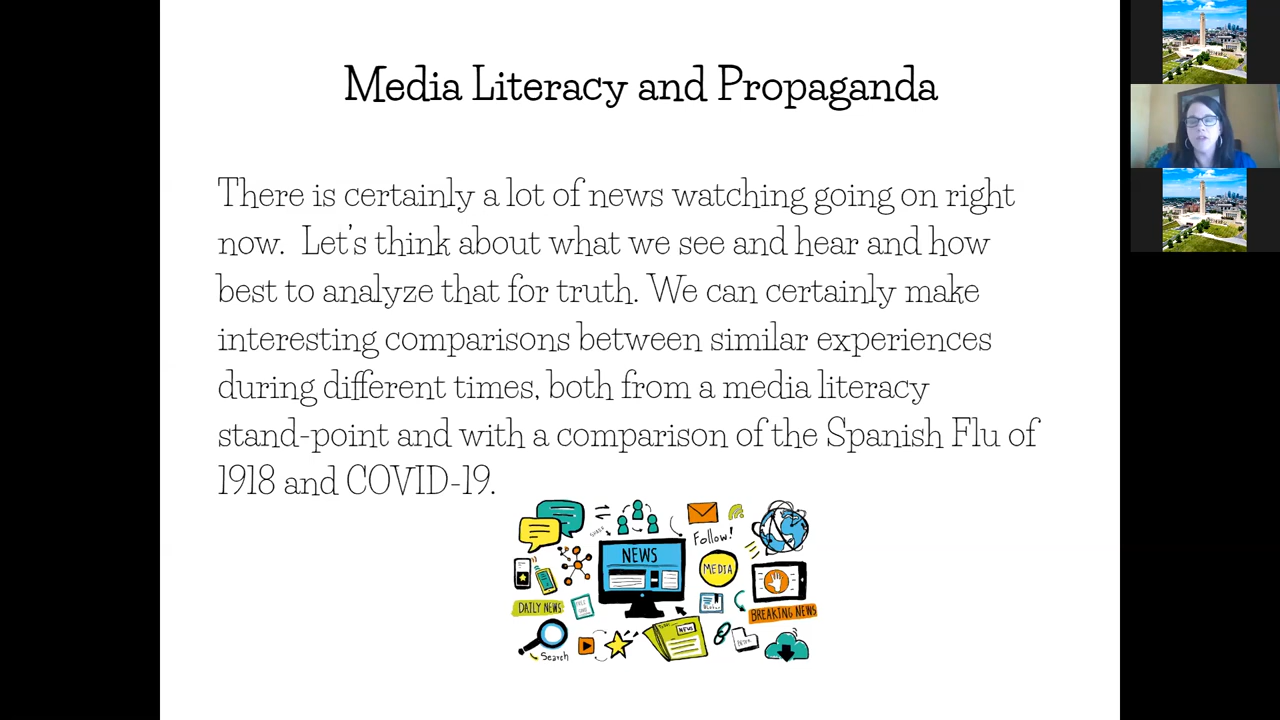 Media Literacy and Propaganda
There is certainly a lot of news watching going on right
now. Let's think about what we see and hear and how
best to analyze that for truth. We can certainly make
interesting comparisons between similar experiences
during different times, both from a media literacy
stand-point and with a comparison of the Spanish Flu of
1918 and COVID-19.
Follow!
NEWS
MEDIA
DAILY NEWS
BREAKING NEWS
NEWS
Search